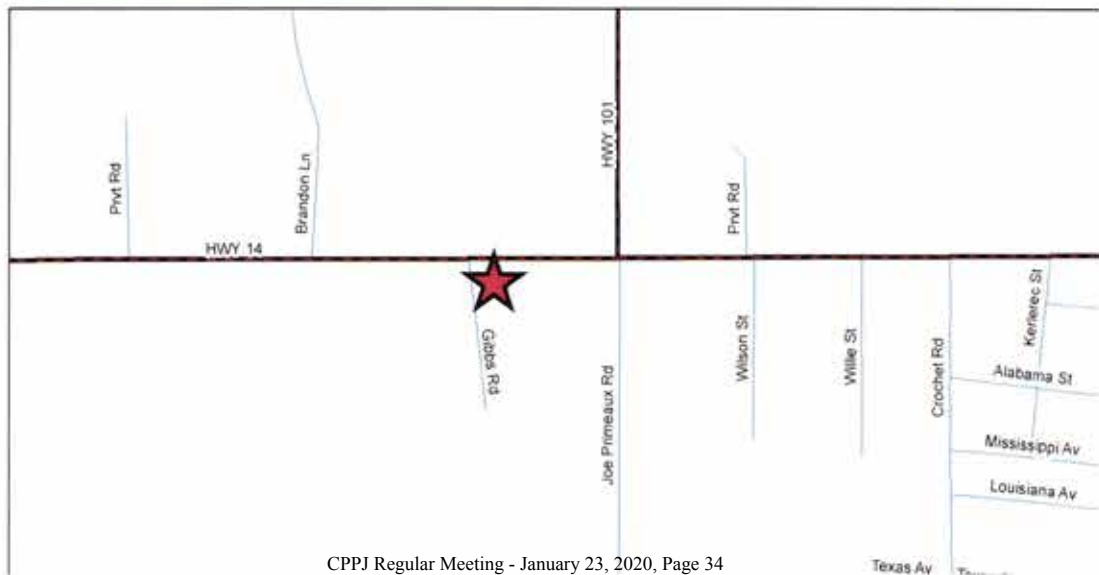 HWY 101
Prvt Rd
Brandon Ln
Prvt Rd
HWY 14
Gibbs Rd
Joe Primeaux Rd
Wilson St
Willie St
Crochet Rd
Kerlerec St
Alabama St
Mississippi Av
Louisiana Av
Texas Av
CPPJ Regular Meeting - January 23, 2020, Page 34